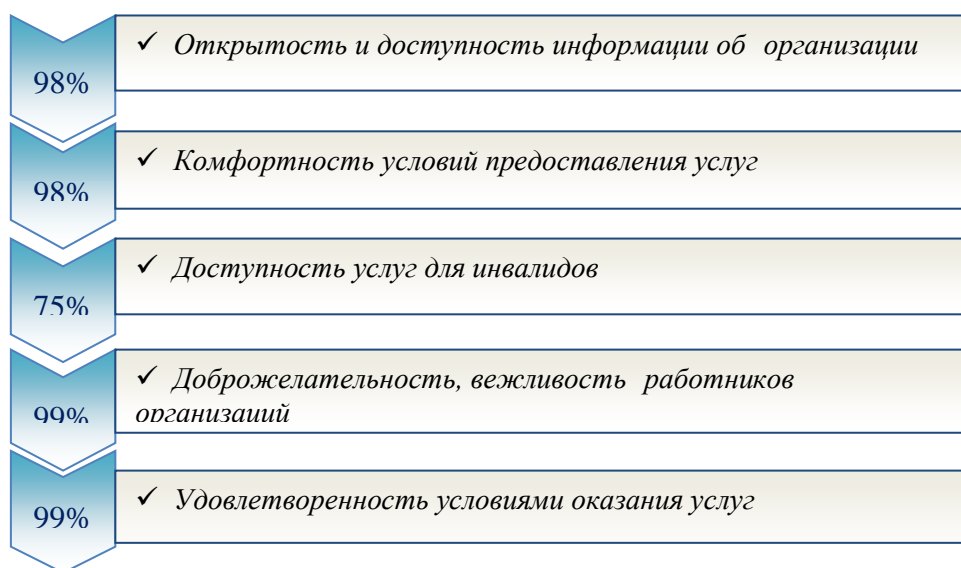 ✓ Открытость и доступность информации об организации
98%
✓ Комфортность условий предоставления услуг
98%
✓ Доступность услуг для инвалидов
75%
✓ Доброжелательность, вежливость работников
организаций
99%
✓ Удовлетворенность условиями оказания услуг
99%